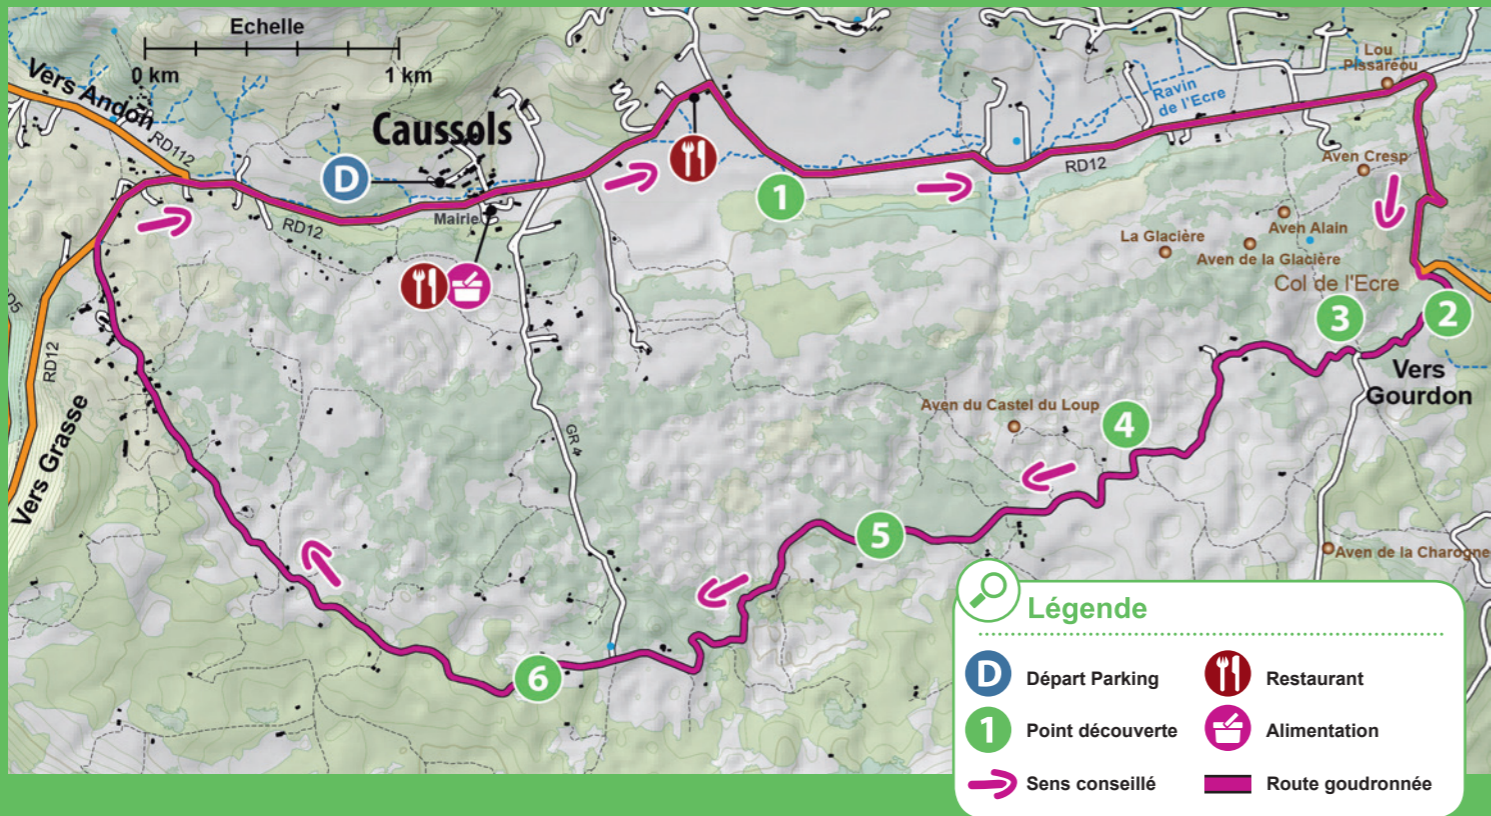 Echelle
0 km
1 km
Vers Andon
RD112
Caussols
D
Mairie
RD12
1
RD12
Ravin
de l'Ecre
Lou
Pissaréou
Aven Cresp
Aven Alain
La Glacière
Aven de la Glacière
Col de l'Ecre
2
3
Vers
Gourdon
RD12
Vers Grasse
GR 4
Aven du Castel du Loup
4
5
6
Aven de la Charogne
Légende
D
Départ Parking
Restaurant
1
Point découverte
Alimentation
Sens conseillé
Route goudronnée